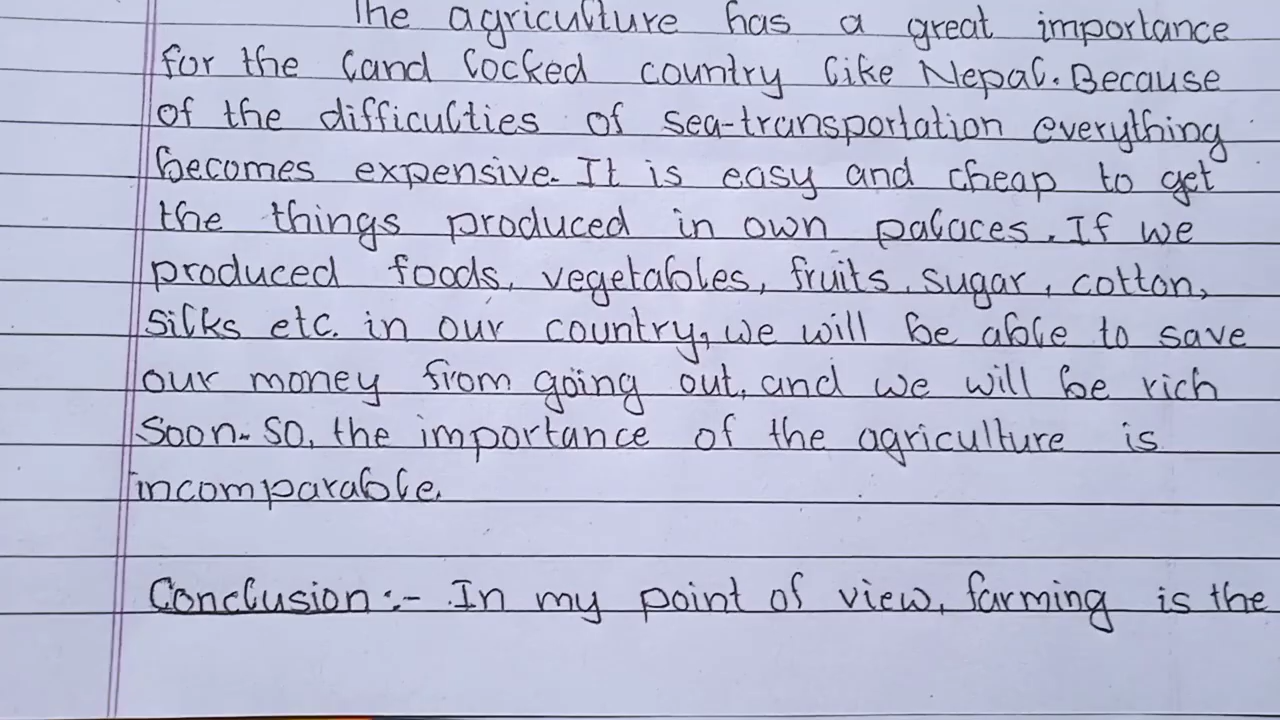 The agriculture has a great importance
for the land locked country like Nepal. Because
of the difficulties of sea-transportation everything
becomes expensive. It is easy and cheap to get
the things produced in own palaces. If we
produced foods, vegetables, fruits, sugar, cotton,
silks etc. in our country, we will be able to save
our money from going out, and we will be rich
soon. So, the importance of the agriculture is
incomparable.
Conclusion :- In my point of view, farming is the